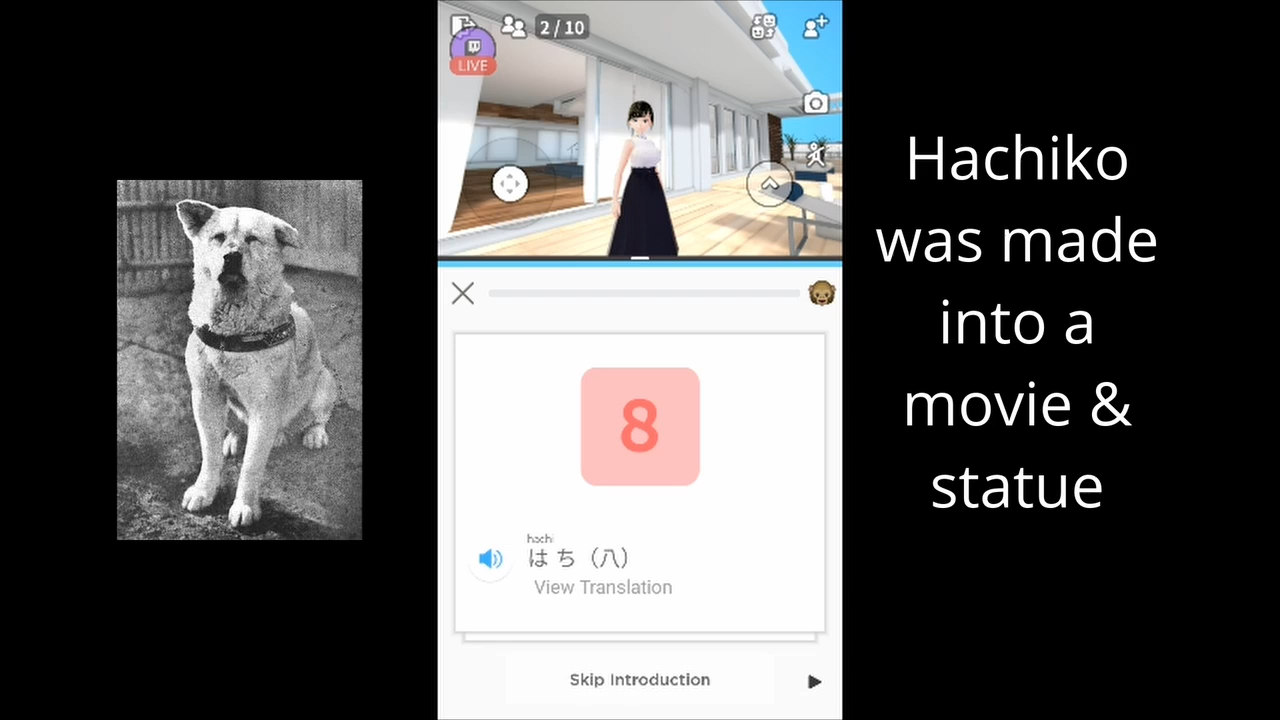 2 / 10
LIVE
8
hachi
はち（八）
View Translation
Skip Introduction
Hachiko
was made
into a
movie &
statue